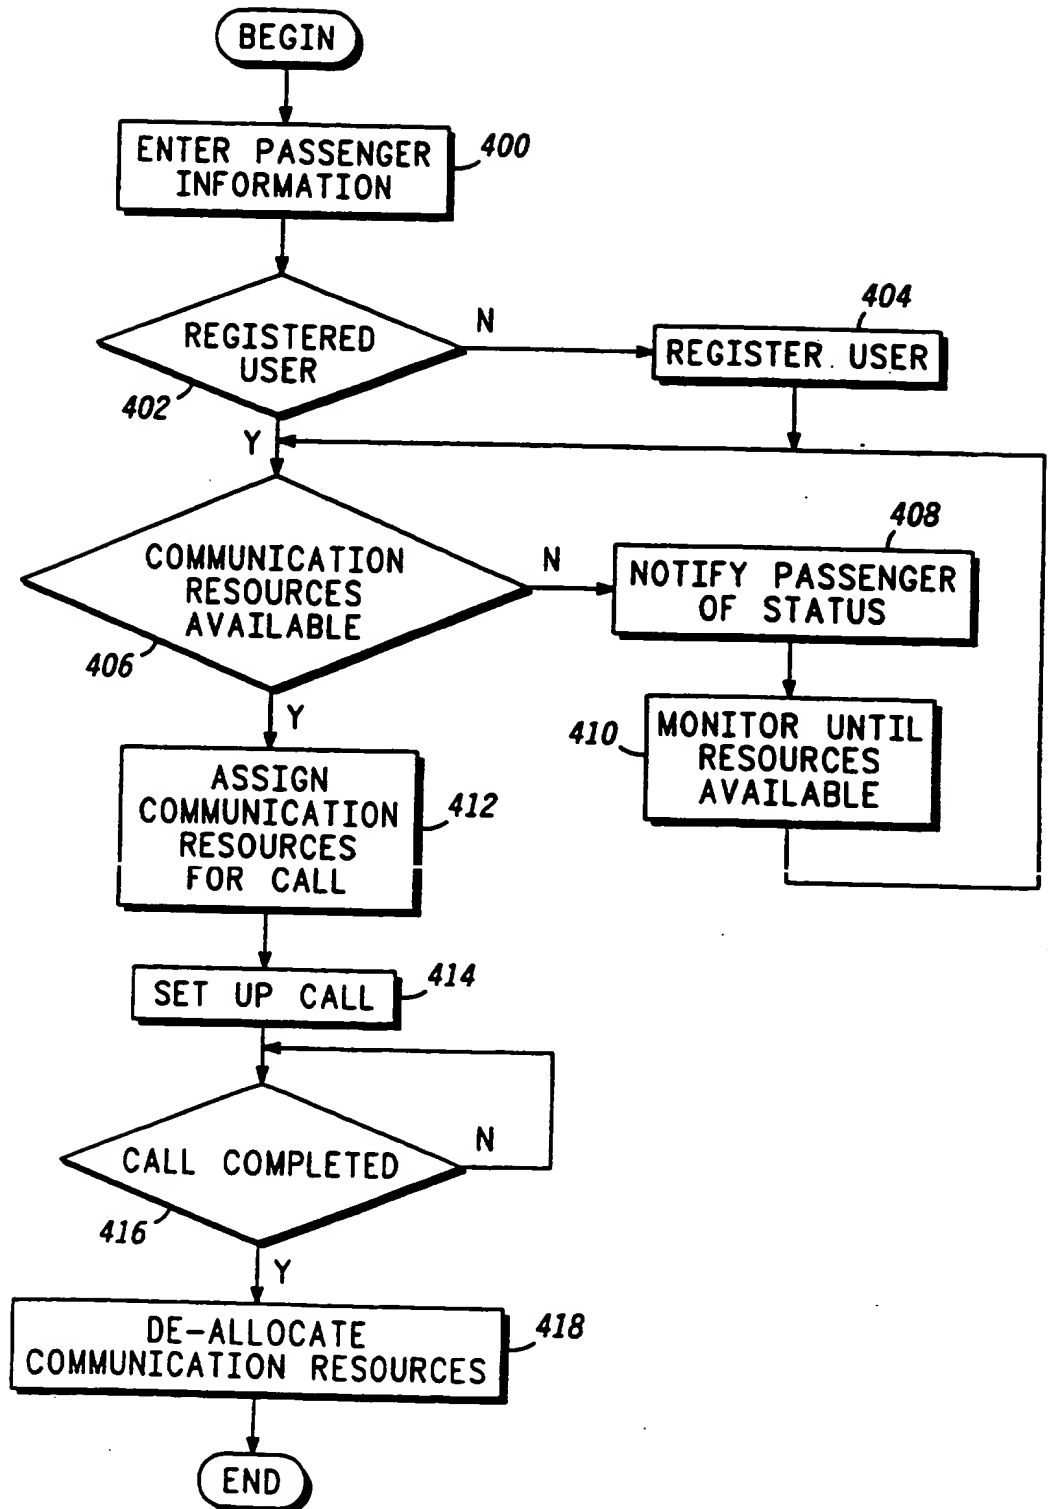 BEGIN
ENTER PASSENGER
INFORMATION
400
REGISTERED
USER
402
N
404
REGISTER USER
Y
COMMUNICATION
RESOURCES
AVAILABLE
406
N
408
NOTIFY PASSENGER
OF STATUS
410
MONITOR UNTIL
RESOURCES
AVAILABLE
Y
ASSIGN
COMMUNICATION
RESOURCES
FOR CALL
412
SET UP CALL
414
CALL COMPLETED
416
N
Y
DE-ALLOCATE
COMMUNICATION RESOURCES
418
END